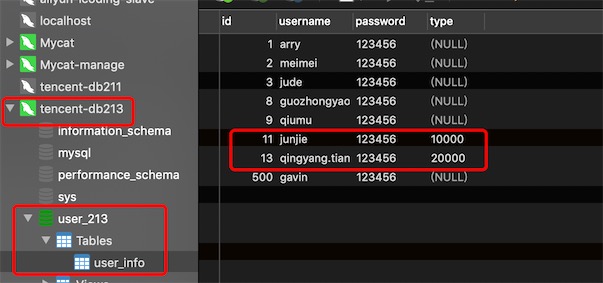 aliyun-leoding-slave
localhost
Mycat
Mycat-manage
tencent-db211
tencent-db213
information_schema
mysql
performance_schema
sys
user_213
Tables
user_info
Views
id username password type
1 arry 123456 (NULL)
2 meimei 123456 (NULL)
3 jude 123456 (NULL)
8 guozhongyao 123456 (NULL)
9 qiumu 123456 (NULL)
11 junjie 123456 10000
13 qingyang.tian 123456 20000
500 gavin 123456 (NULL)